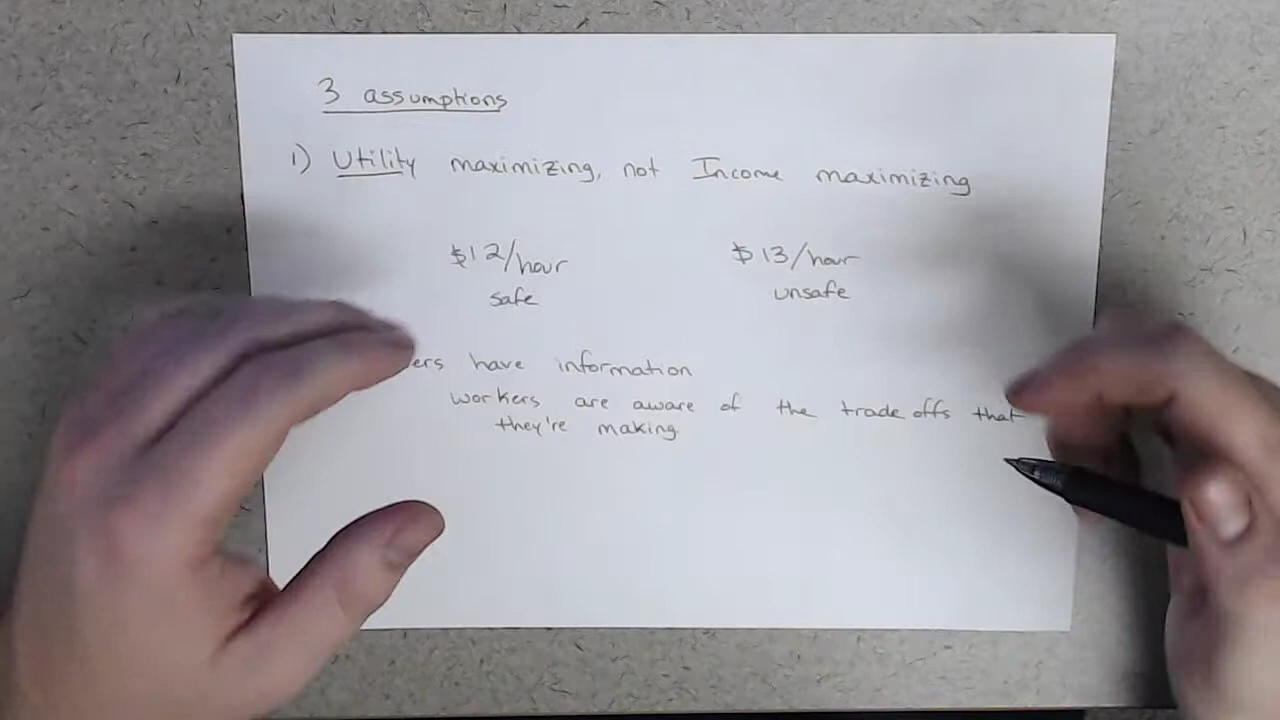 3 assumptions
1) Utility maximizing, not Income maximizing
$12/hour $13/hour
safe unsafe
have information
workers are aware of the trade offs that
they're making.